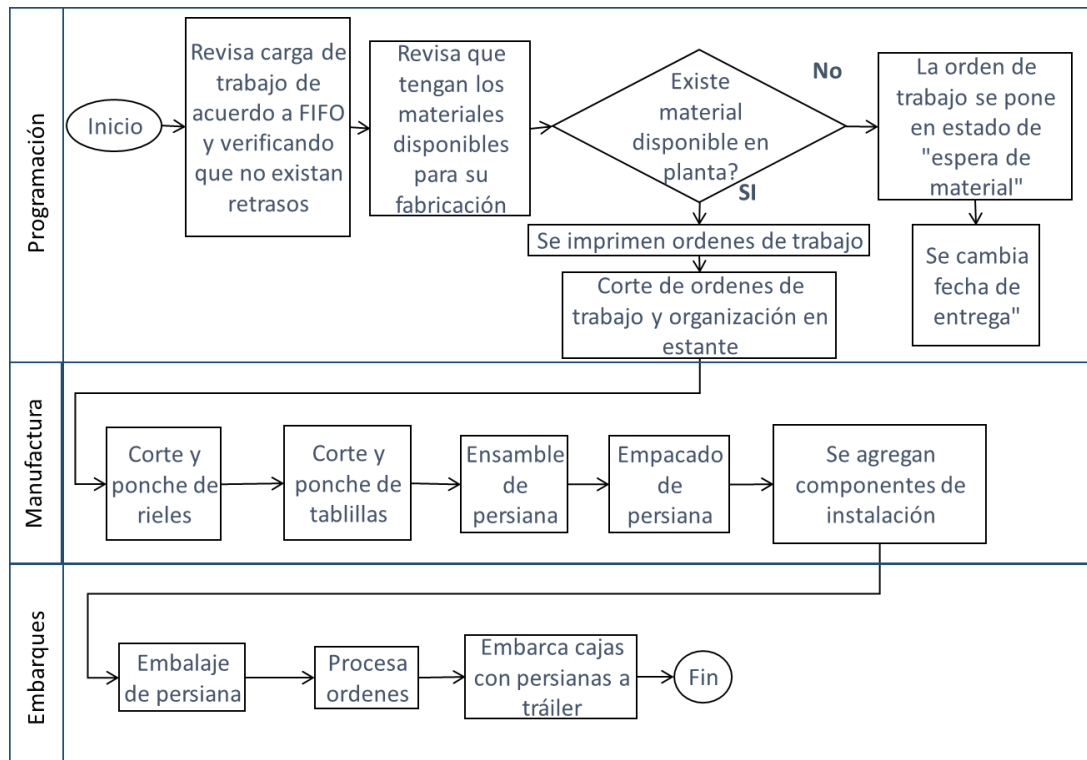 Programación
Inicio
Revisa carga de
trabajo de
acuerdo a FIFO
y verificando
que no existan
retrasos
Revisa que
tengan los
materiales
disponibles
para su
fabricación
Existe
material
disponible en
planta?
No
La orden de
trabajo se pone
en estado de
"espera de
material"
Se cambia
fecha de
entrega"
SI
Se imprimen ordenes de trabajo
Corte de ordenes de
trabajo y organización en
estante
Manufactura
Corte y
ponche de
rieles
Corte y
ponche de
tablillas
Ensamble
de
persiana
Empacado
de
persiana
Se agregan
componentes de
instalación
Embarques
Embalaje
de persiana
Procesa
ordenes
Embarca cajas
con persianas a
tráiler
Fin